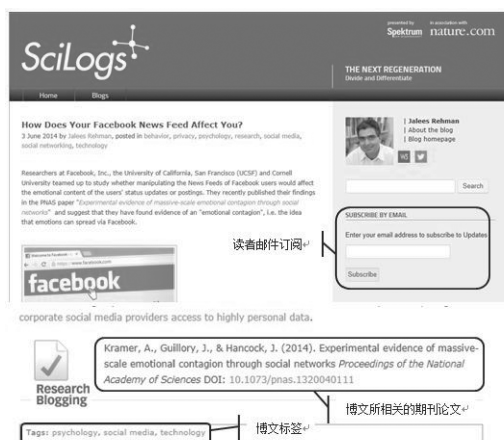 presented by
in association with
Spektrum
nature.com
SciLogs
THE NEXT REGENERATION
Divide and Differentiate
Home
Blogs
How Does Your Facebook News Feed Affect You?
3 June 2014 by Jalees Rehman, posted in behavior, privacy, psychology, research, social media,
social networking, technology
Researchers at Facebook, Inc., the University of California, San Francisco (UCSF) and Cornell
University teamed up to study whether manipulating the News Feeds of Facebook users would affect
the emotional content of the users' status updates or postings. They recently published their findings
in the PNAS paper "Experimental evidence of massive-scale emotional contagion through social
networks" and suggest that they have found evidence of an "emotional contagion", i.e. the idea
that emotions can spread via Facebook.
facebook
| Jalees Rehman
| About the blog
| Blog homepage
Search
SUBSCRIBE BY EMAIL
Enter your email address to subscribe to Updates
Subscribe
读者邮件订阅
corporate social media providers access to highly personal data.
Research
Blogging
Kramer, A., Guillory, J., & Hancock, J. (2014). Experimental evidence of massive-
scale emotional contagion through social networks Proceedings of the National
Academy of Sciences DOI: 10.1073/pnas.1320040111
博文所相关的期刊论文
Tags: psychology, social media, technology
博文标签